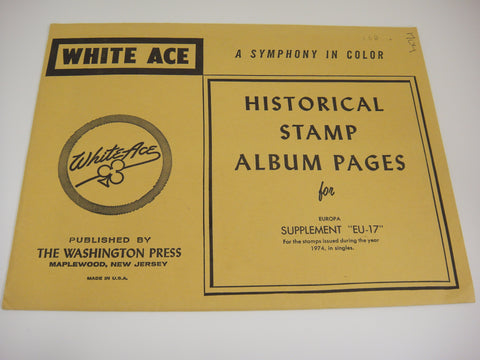 WHITE ACE
A SYMPHONY IN COLOR
HISTORICAL
STAMP
ALBUM PAGES
for
EUROPA
SUPPLEMENT "EU-17"
For the stamps issued during the year
1974, in singles.
White Ace
PUBLISHED BY
THE WASHINGTON PRESS
MAPLEWOOD, NEW JERSEY
MADE IN U.S.A.